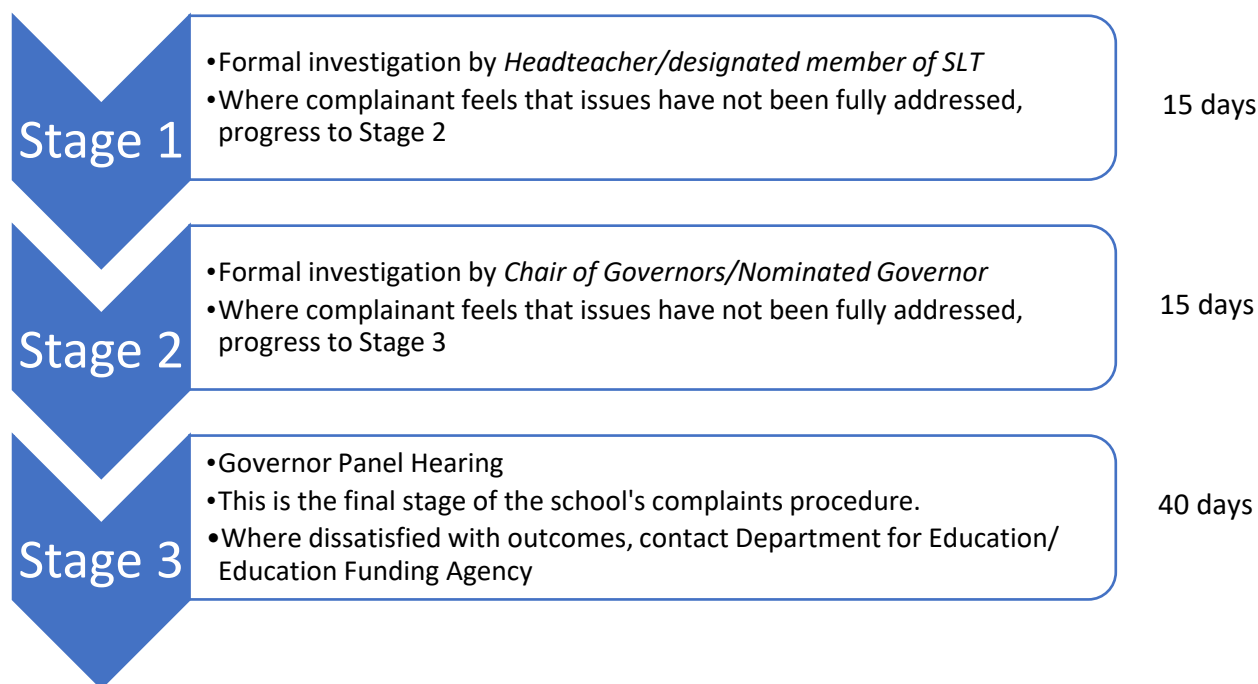 Stage 1
•Formal investigation by Headteacher/designated member of SLT
•Where complainant feels that issues have not been fully addressed,
progress to Stage 2
15 days
Stage 2
•Formal investigation by Chair of Governors/Nominated Governor
•Where complainant feels that issues have not been fully addressed,
progress to Stage 3
15 days
Stage 3
•Governor Panel Hearing
•This is the final stage of the school's complaints procedure.
•Where dissatisfied with outcomes, contact Department for Education/
Education Funding Agency
40 days